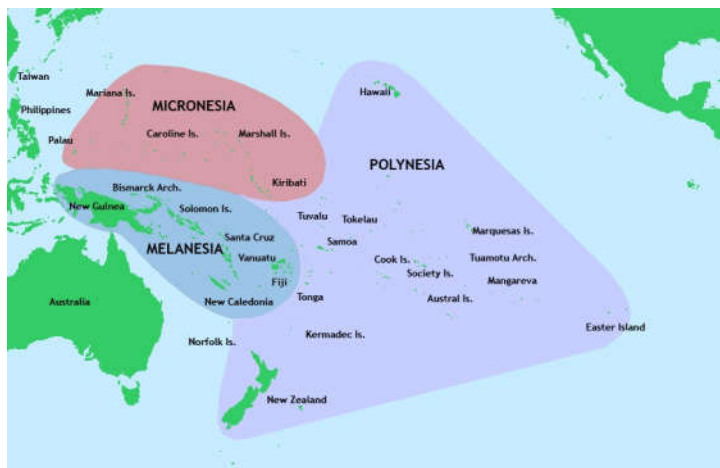 Taiwan
Mariana Is.
Hawaii
MICRONESIA
Philippines
Caroline Is.
Marshall Is.
Palau
POLYNESIA
Kiribati
Bismarck Arch.
New Guinea
Solomon Is.
Tuvalu
Tokelau
Marquesas Is.
Santa Cruz
Samoa
MELANESIA
Vanuatu
Cook Is.
Tuamotu Arch.
Society Is.
Fiji
Mangareva
Tonga
Austral Is.
Australia
New Caledonia
Easter Island
Kermadec Is.
Norfolk Is.
New Zealand